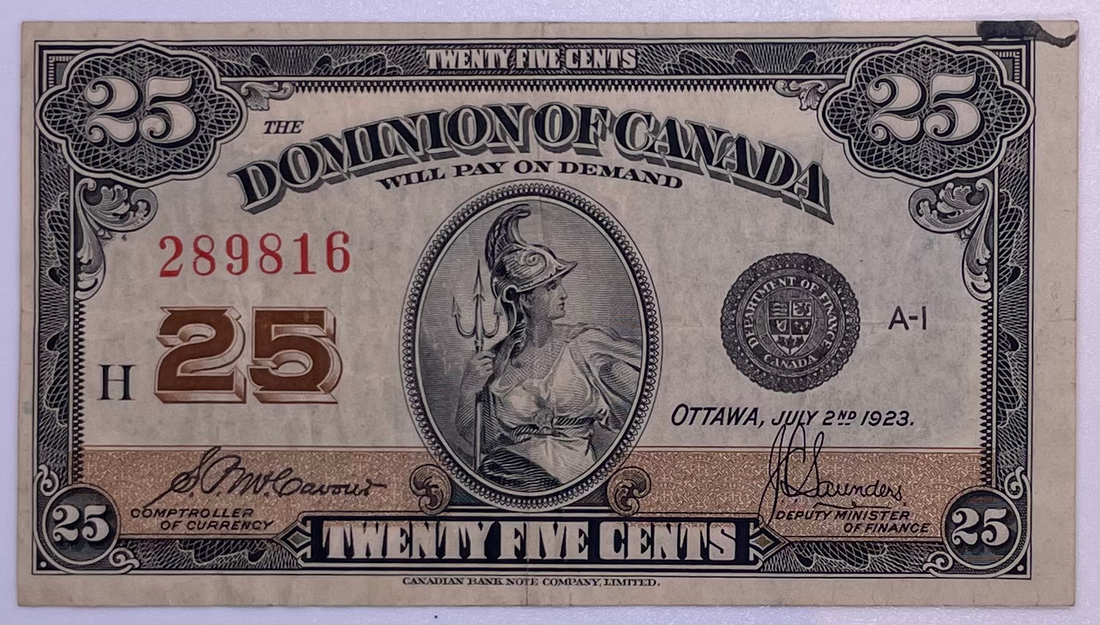 TWENTY FIVE CENTS
25 25
THE
DOMINION OF CANADA
WILL PAY ON DEMAND
289816
DEPARTMENT OF FINANCE
CANADA
A-1
H 25
OTTAWA, JULY 2ND 1923.
S.P. McCavour
J.C. Saunders
COMPTROLLER
OF CURRENCY
DEPUTY MINISTER
OF FINANCE
25 TWENTY FIVE CENTS 25
CANADIAN BANK NOTE COMPANY, LIMITED.